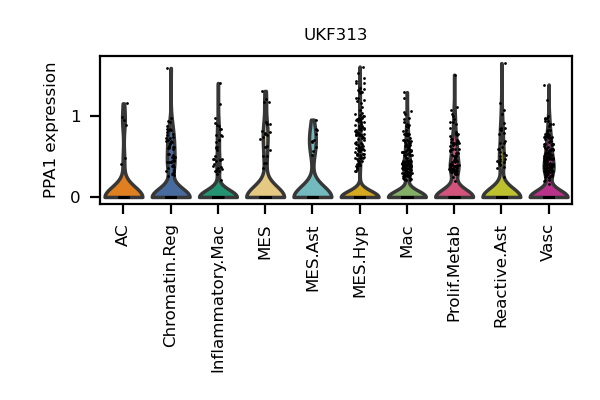 UKF313
PPA1 expression
1
0
AC
Chromatin.Reg
Inflammatory.Mac
MES
MES.Ast
MES.Hyp
Mac
Prolif.Metab
Reactive.Ast
Vasc